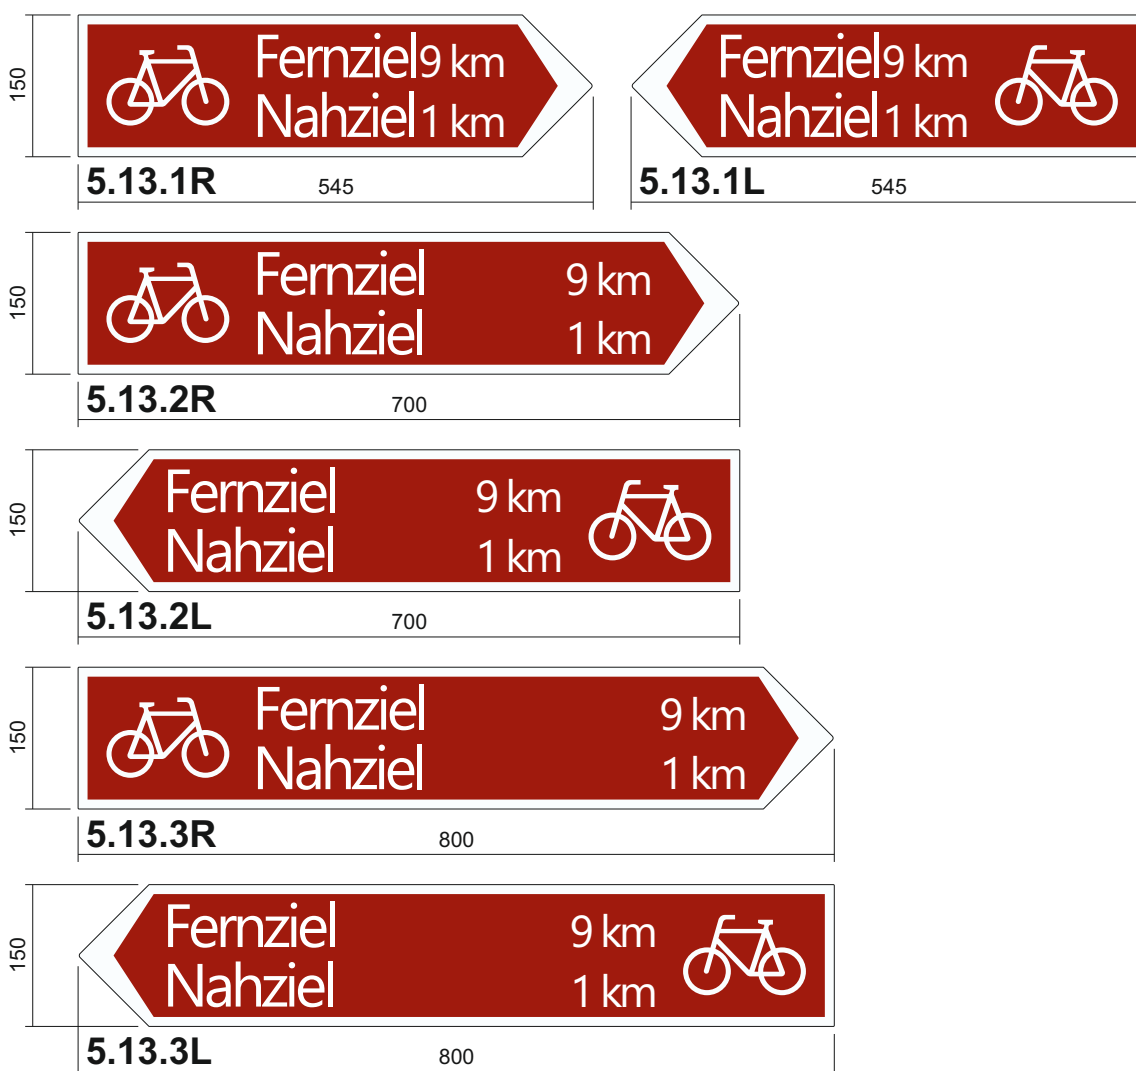 150
Fernziel 9 km
Nahziel 1 km
5.13.1R
545
Fernziel 9 km
Nahziel 1 km
5.13.1L
545
150
Fernziel 9 km
Nahziel 1 km
5.13.2R
700
150
Fernziel 9 km
Nahziel 1 km
5.13.2L
700
150
Fernziel 9 km
Nahziel 1 km
5.13.3R
800
150
Fernziel 9 km
Nahziel 1 km
5.13.3L
800